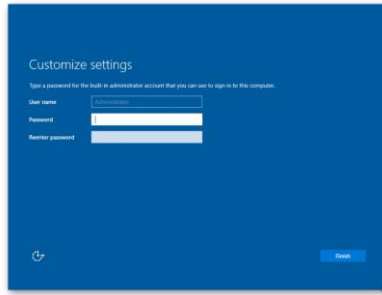 Customize settings
Type a password for the built-in administrator account that you can use to sign in to this computer.
User name
Administrator
Password
Reenter password
Finish